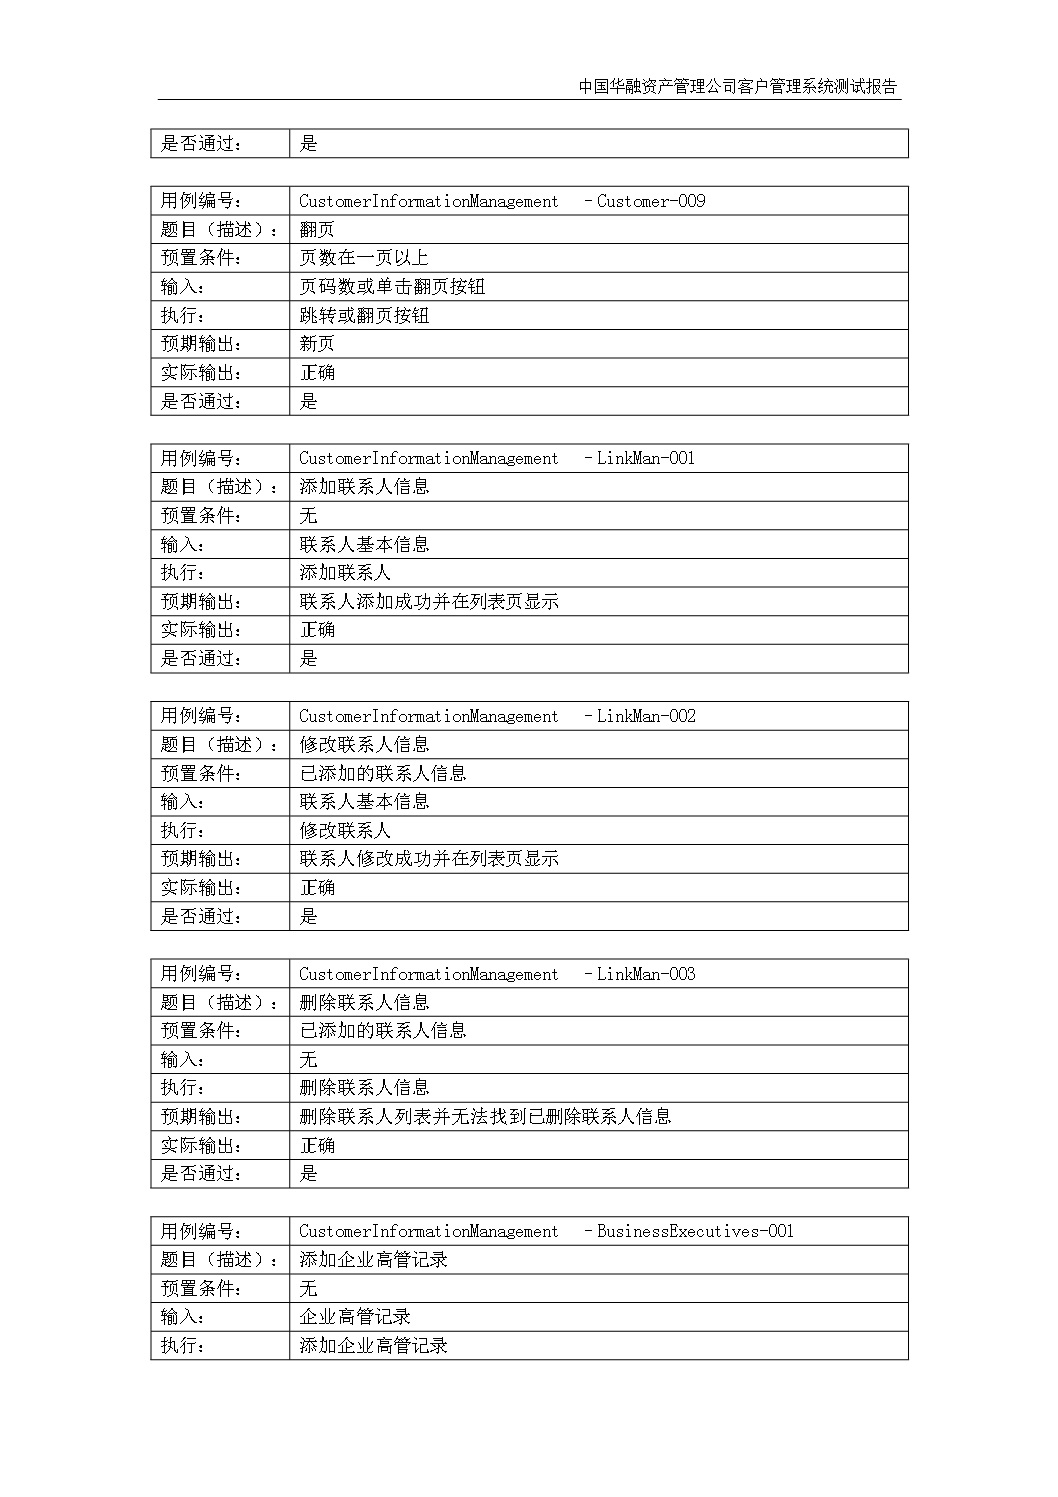 中国华融资产管理公司客户管理系统测试报告
是否通过： 是
用例编号： CustomerInformationManagement －Customer-009
题目（描述）： 翻页
预置条件： 页数在一页以上
输入： 页码数或单击翻页按钮
执行： 跳转或翻页按钮
预期输出： 新页
实际输出： 正确
是否通过： 是
用例编号： CustomerInformationManagement －LinkMan-001
题目（描述）： 添加联系人信息
预置条件： 无
输入： 联系人基本信息
执行： 添加联系人
预期输出： 联系人添加成功并在列表页显示
实际输出： 正确
是否通过： 是
用例编号： CustomerInformationManagement －LinkMan-002
题目（描述）： 修改联系人信息
预置条件： 已添加的联系人信息
输入： 联系人基本信息
执行： 修改联系人
预期输出： 联系人修改成功并在列表页显示
实际输出： 正确
是否通过： 是
用例编号： CustomerInformationManagement －LinkMan-003
题目（描述）： 删除联系人信息
预置条件： 已添加的联系人信息
输入： 无
执行： 删除联系人信息
预期输出： 删除联系人列表并无法找到已删除联系人信息
实际输出： 正确
是否通过： 是
用例编号： CustomerInformationManagement －BusinessExecutives-001
题目（描述）： 添加企业高管记录
预置条件： 无
输入： 企业高管记录
执行： 添加企业高管记录